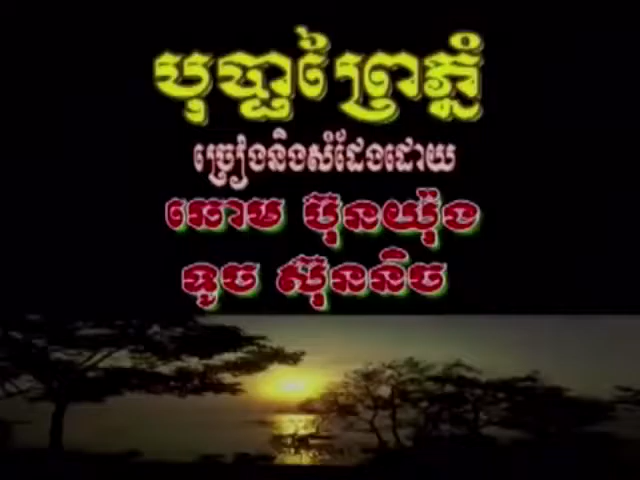 បុប្ផាព្រៃភ្នំ
ច្រៀងនិងសំដែងដោយ
ឆោម ប៊ុនយ៉ុង
ទូច ស៊ុននិច